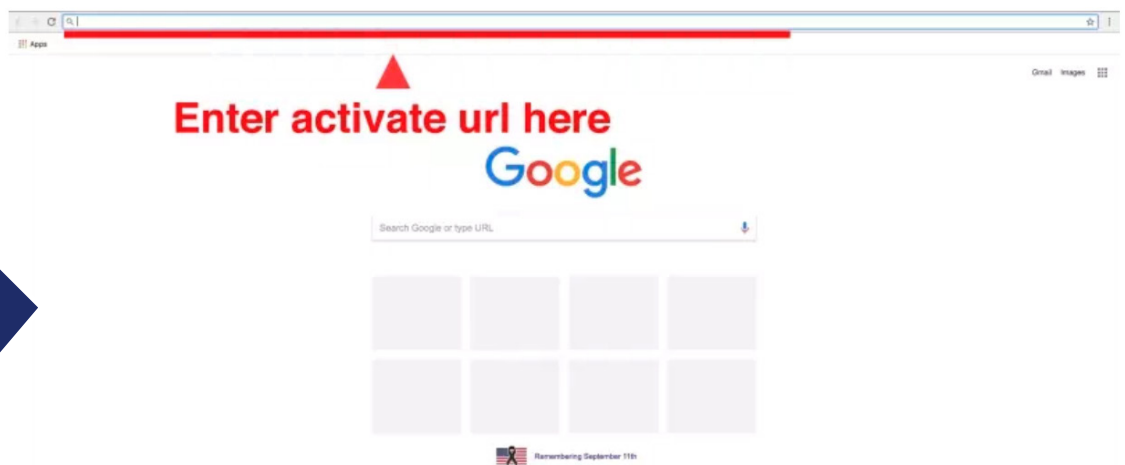 Apps
Gmail Images
Enter activate url here
Google
Search Google or type URL
Remembering September 11th